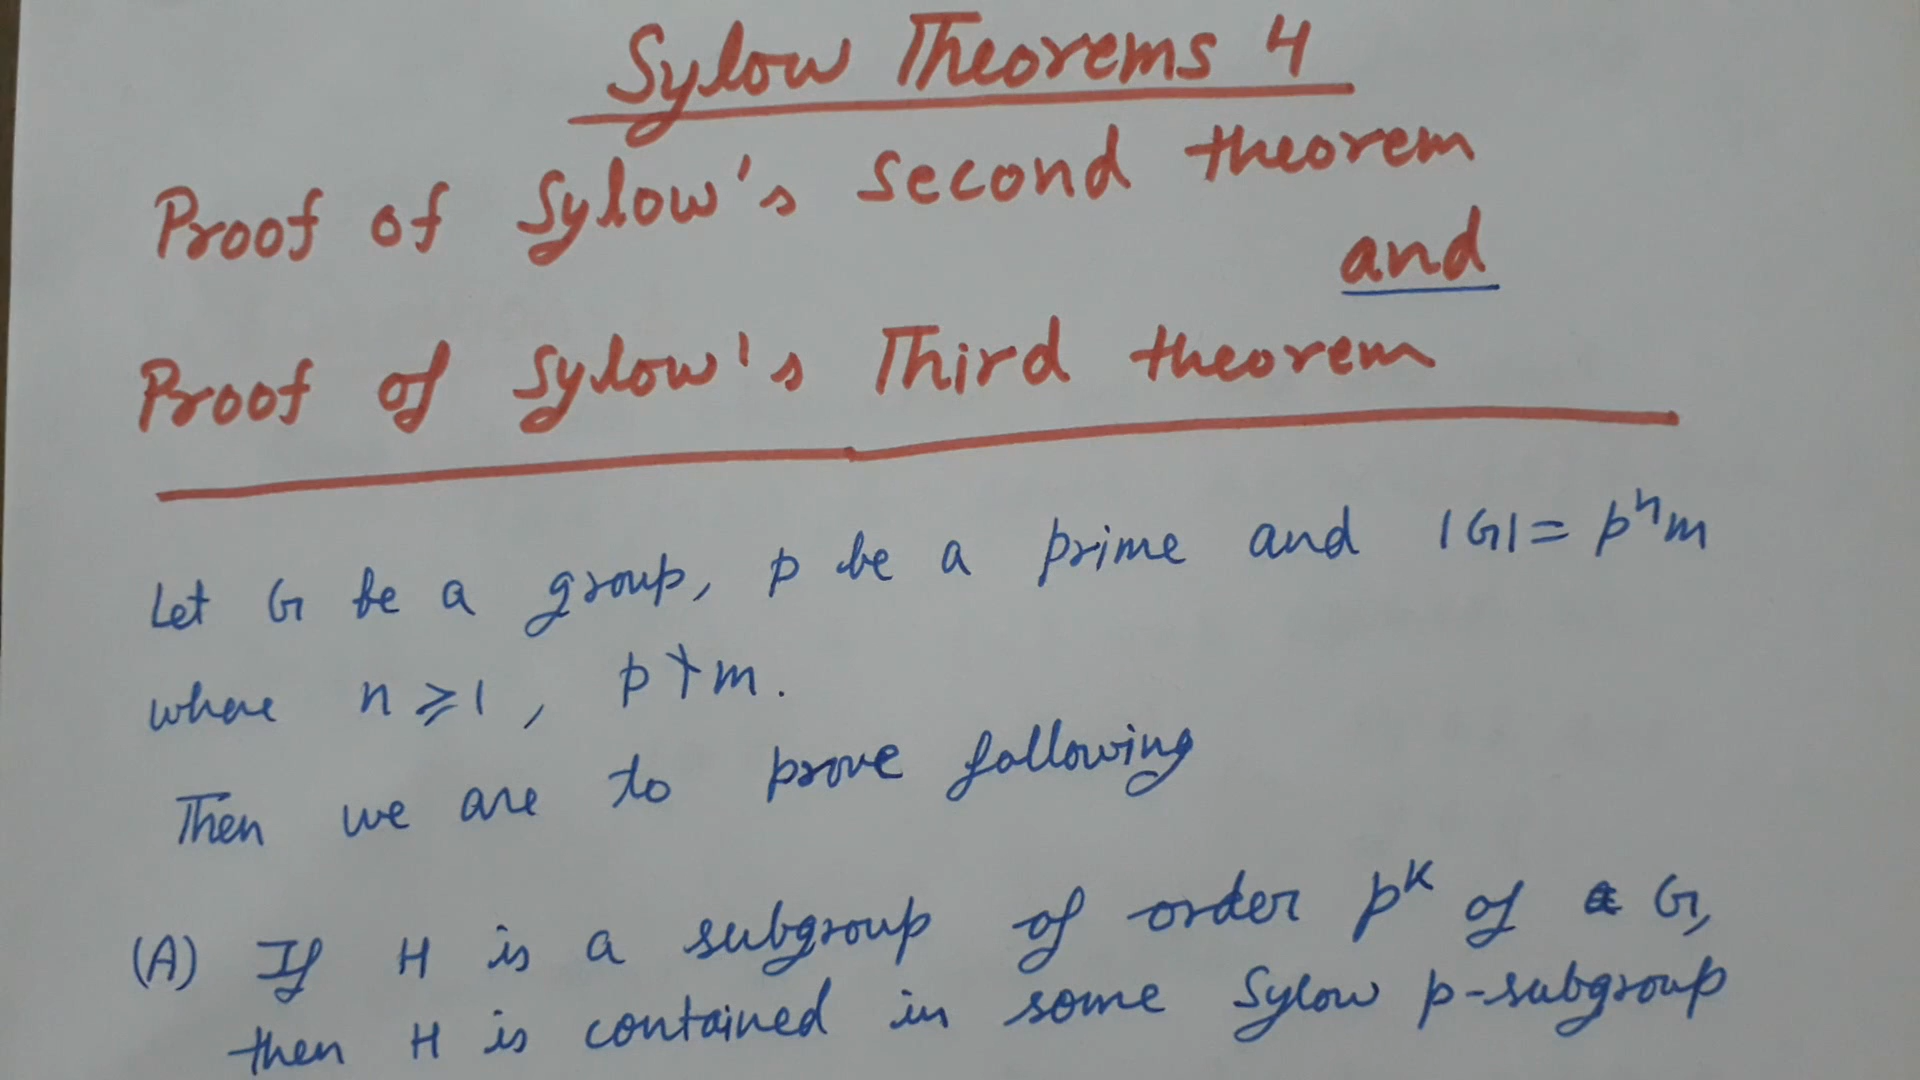 Sylow Theorems 4
Proof of Sylow's second theorem
and
Proof of Sylow's Third theorem
Let G be a group, p be a prime and |G| = pⁿm
where n ⩾ 1, p ∤ m.
Then we are to prove following
(A) If H is a subgroup of order pᵏ of G,
then H is contained in some Sylow p-subgroup